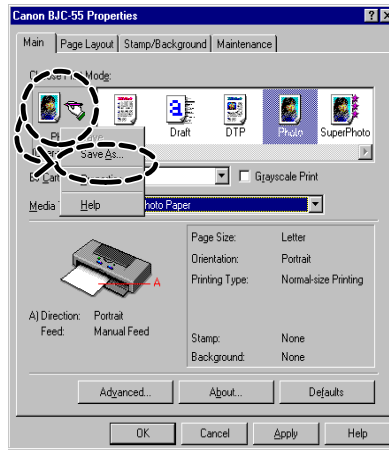 Canon BJC-55 Properties
Main Page Layout Stamp/Background Maintenance
Mode:
Draft DTP Photo SuperPhoto
Save
Save As...
Properties
Help
Grayscale Print
Media
Photo Paper
Page Size: Letter
Orientation: Portrait
Printing Type: Normal-size Printing
A
A) Direction: Portrait
Feed: Manual Feed
Stamp: None
Background: None
Advanced... About... Defaults
OK Cancel Apply Help